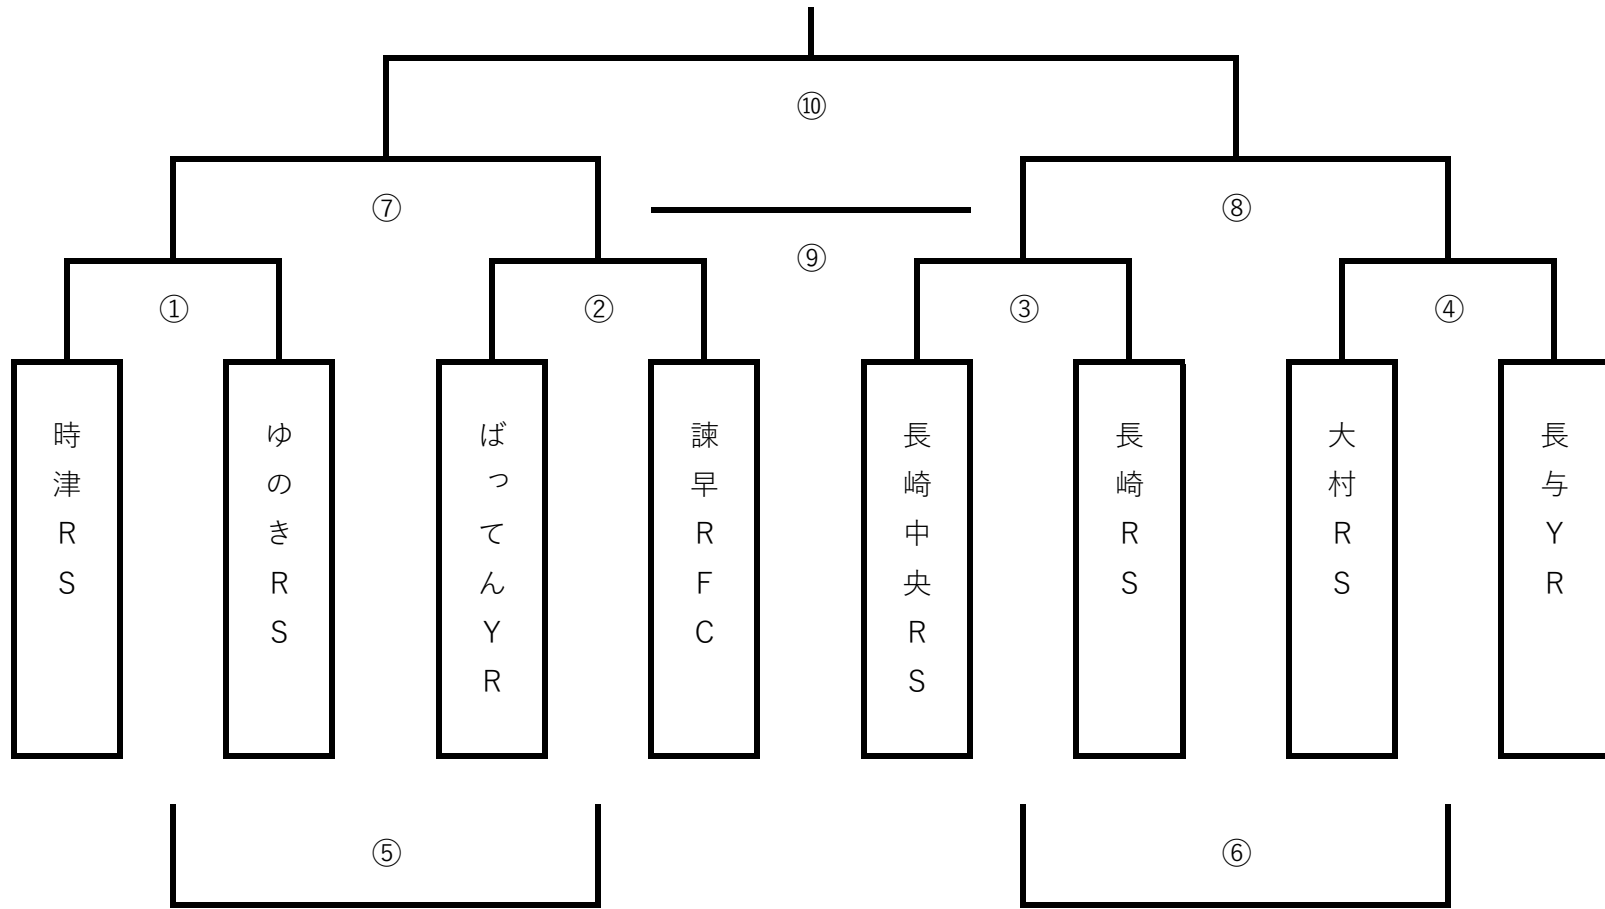 ⑩
⑦
⑧
⑨
①
②
③
④
時津RS
ゆのきRS
ばってんYR
諫早RFC
長崎中央RS
長崎RS
大村RS
長与YR
⑤
⑥